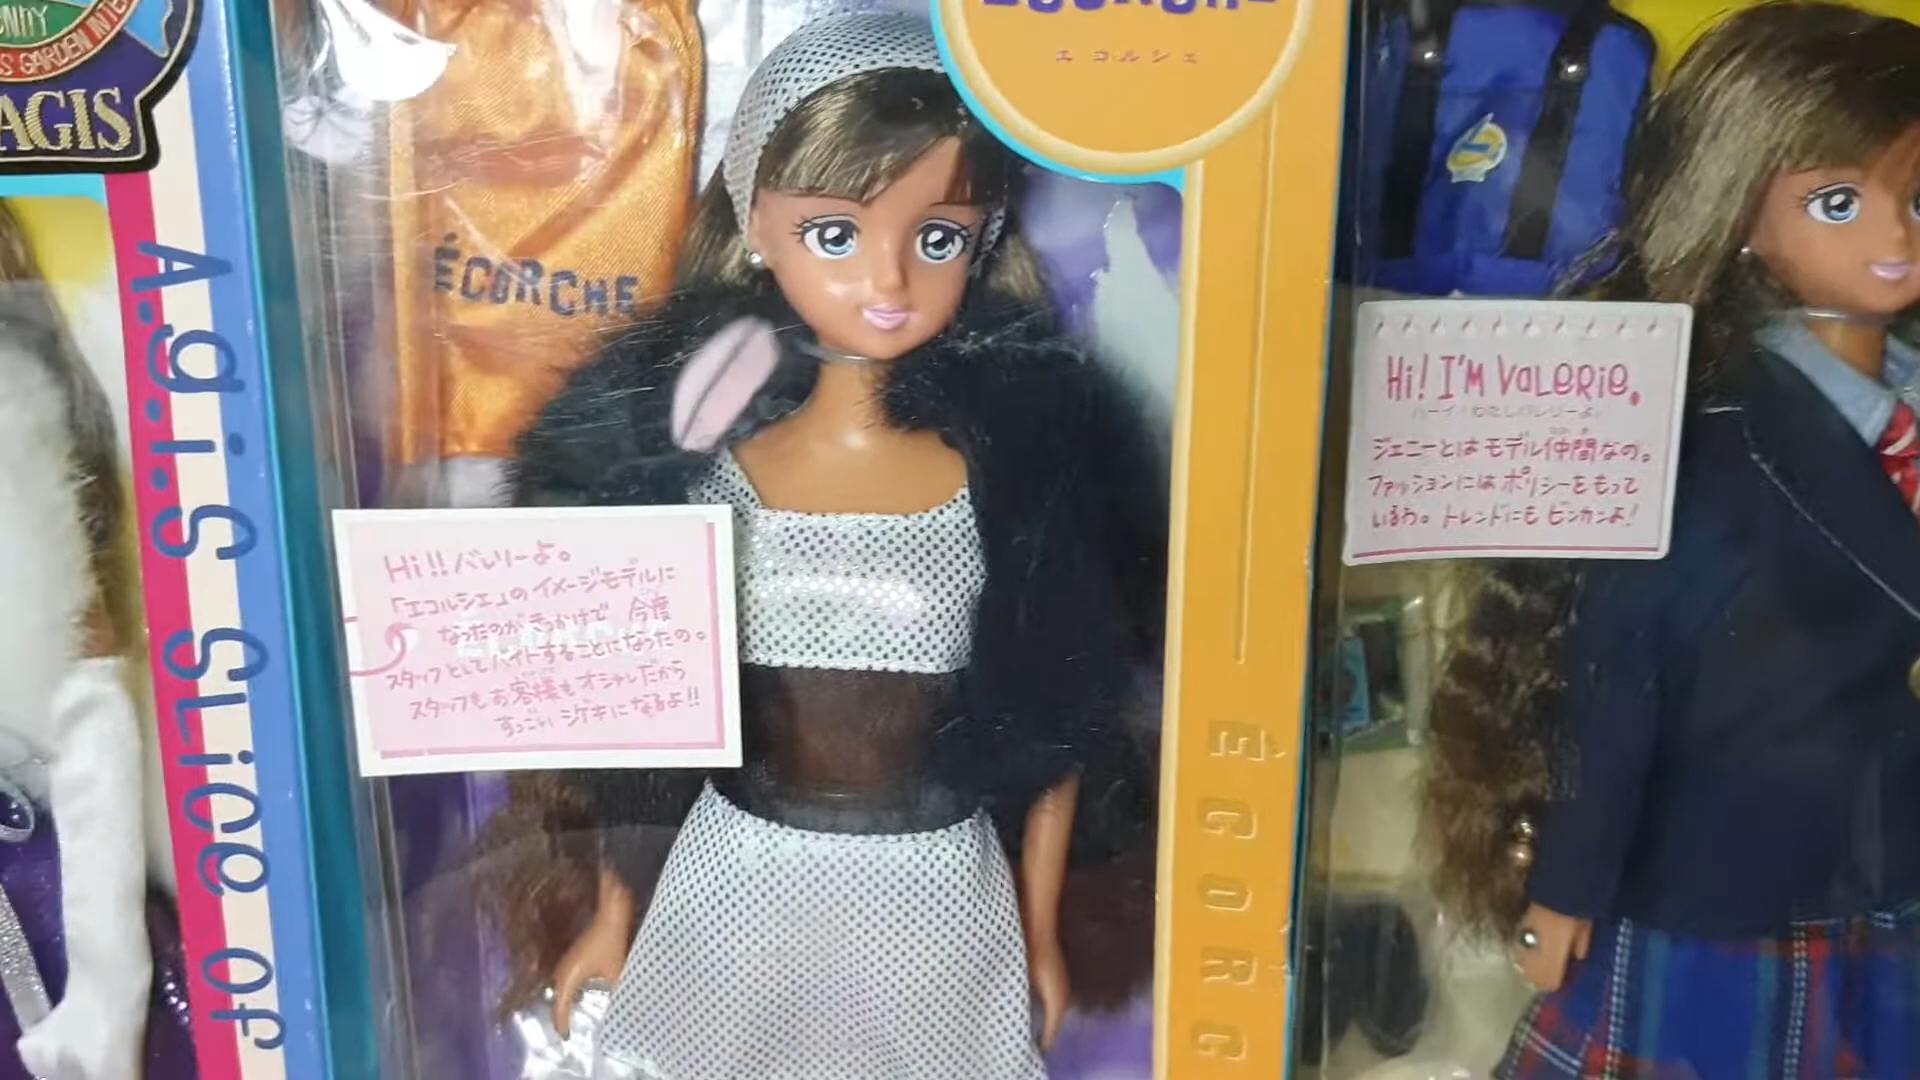 NITY
S GARDEN INTE
AGIS
A.g.i.S SLiCe OF
ÉCORCHE
エコルシェ
Hi!! バレリーよ。
「エコルシェ」のイメージモデルに
なったのがきっかけで 今度
スタッフとしてバイトすることになったの。
スタッフもお客様もオシャレだから
すっごいシゲキになるよ!!
ÉCORC
Hi! I'M VaLeRie.
ハーイ!わたしバレリーよ。
ジェニーとはモデル仲間なの。
ファッションにはポリシーをもって
いるわ。トレンドにもビンカンよ!